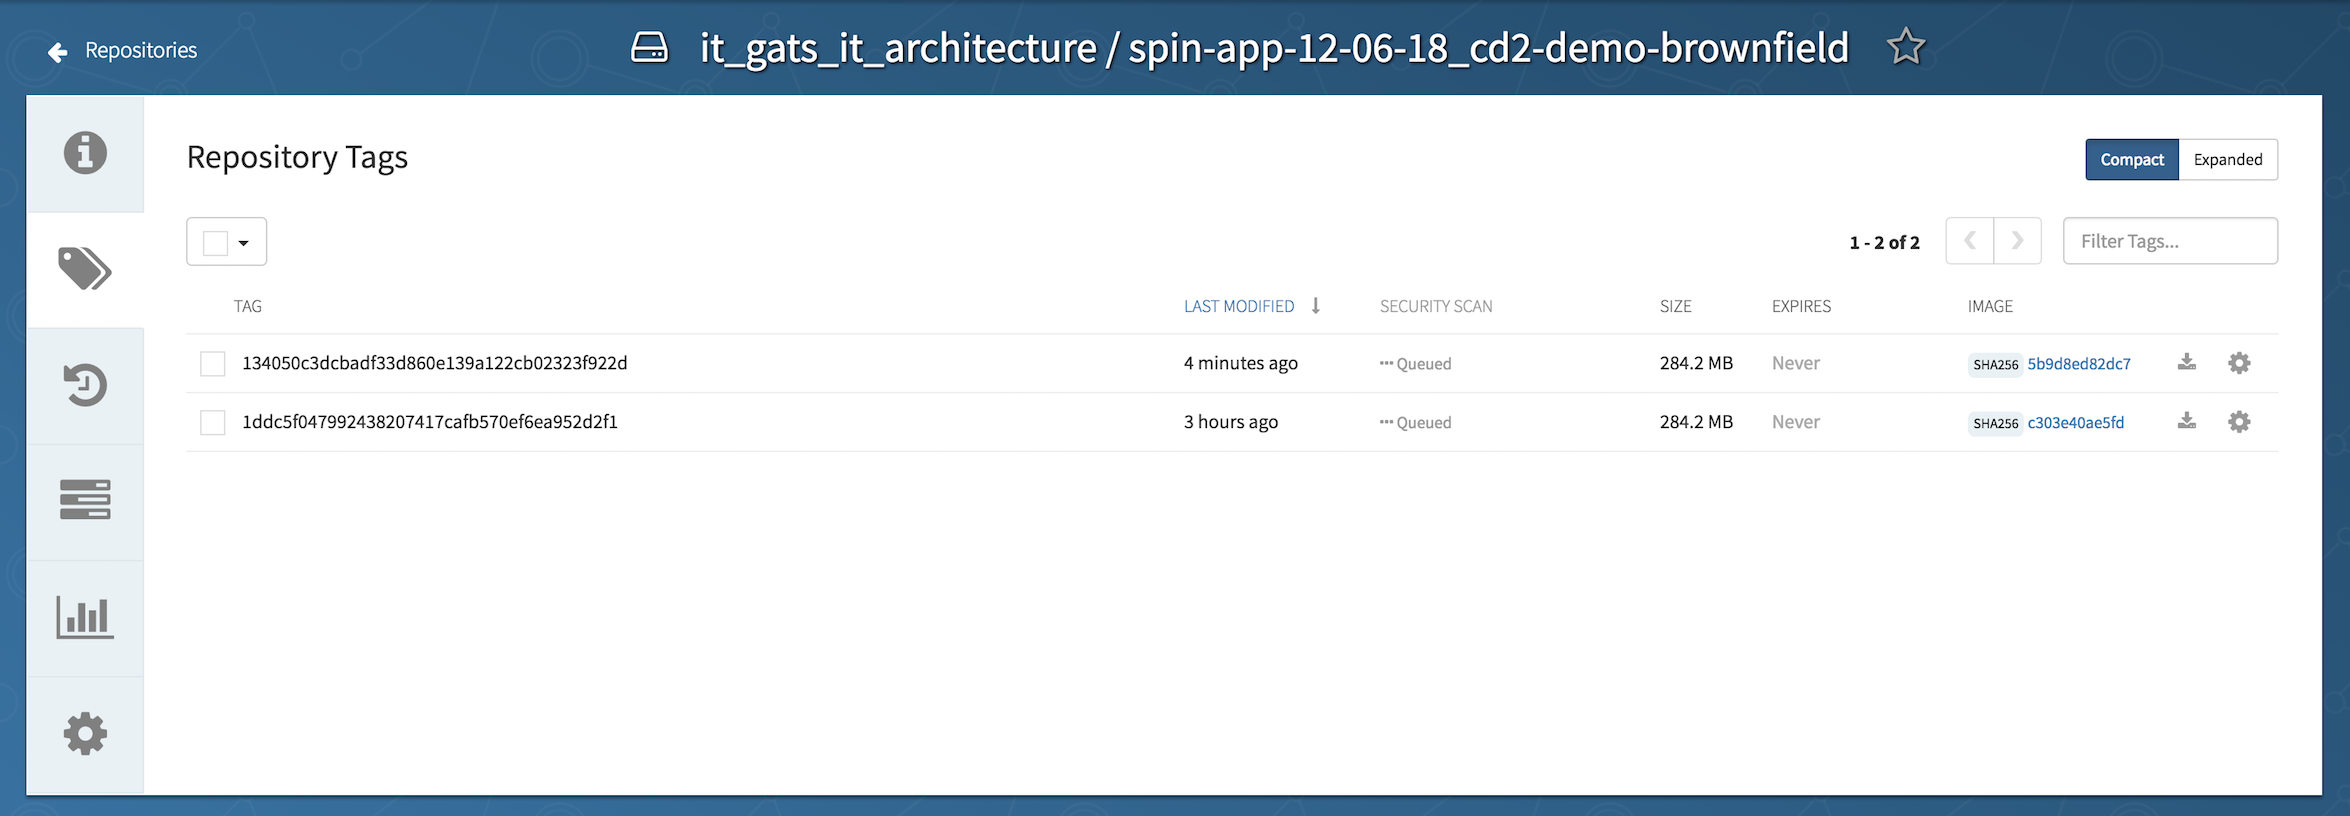 Repositories
it_gats_it_architecture / spin-app-12-06-18_cd2-demo-brownfield
Repository Tags
Compact Expanded
1 - 2 of 2 Filter Tags...
TAG LAST MODIFIED SECURITY SCAN SIZE EXPIRES IMAGE
134050c3dcbadf33d860e139a122cb02323f922d 4 minutes ago Queued 284.2 MB Never SHA256 5b9d8ed82dc7
1ddc5f047992438207417cafb570ef6ea952d2f1 3 hours ago Queued 284.2 MB Never SHA256 c303e40ae5fd